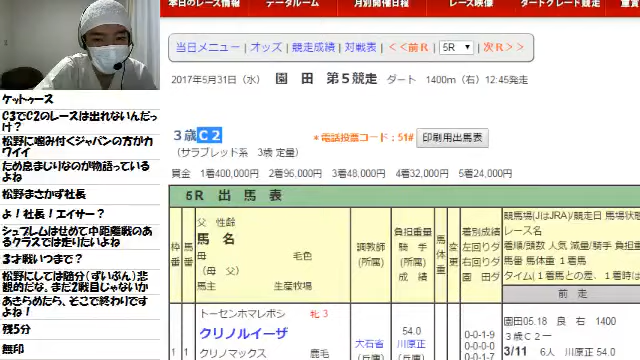 本日のレース情報 データルーム 月別開催日程 レース映像 ダートグレード競走
当日メニュー | オッズ | 競走成績 | 対戦表 | <<前R | 5R 次R>>
2017年5月31日（水） 園 田 第５競走 ダート 1400m（右）12:45発走
３歳Ｃ２
*電話投票コード：51# 印刷用出馬表
（サラブレッド系 3歳 定量）
賞金 1着400,000円 2着96,000円 3着48,000円 4着32,000円 5着24,000円
５Ｒ 出 馬 表
枠番 馬番
父 性齢
馬 名
毛色
母
（母 父）
馬主 生産牧場
調教師
（所属）
負担重量
騎 手
（所属）
成 績
馬体重
変更
着別成績
左回りダ
右回りダ
園 田 ダ
競馬場(JはJRA)/競走日 馬場状態
レース名
着順/頭数 人気 減量/騎手 負担
馬番 馬体重 １着馬
タイム(１着馬との差、１着時は
前 走
トーセンホマレボシ 牝 3
クリノルイーザ
クリノマックス 鹿毛
1 1
大石省
（兵庫）
54.0
川原正
（兵庫）
0-0-1-9
0-0-0-0
園田05.18 良 右 1400
３歳Ｃ２一
3/11 6人 川原正 54.0
ケットゥース
C3でC2のレースは出れないんだっ
け？
松野に噛み付くジャパンの方がカ
ワイイ
ため息まじりなのが物語っている
よね
松野まさかず社長
よ！社長！エイサー？
シュプレムはせめて中距離戦のあ
るクラスでは走りたいよね
３才戦いつまで？
松野にしては随分（ずいぶん）悲
観的だな。まだ2戦目じゃないか
あきらめたら、そこで終わりです
よね！
残5分
無印